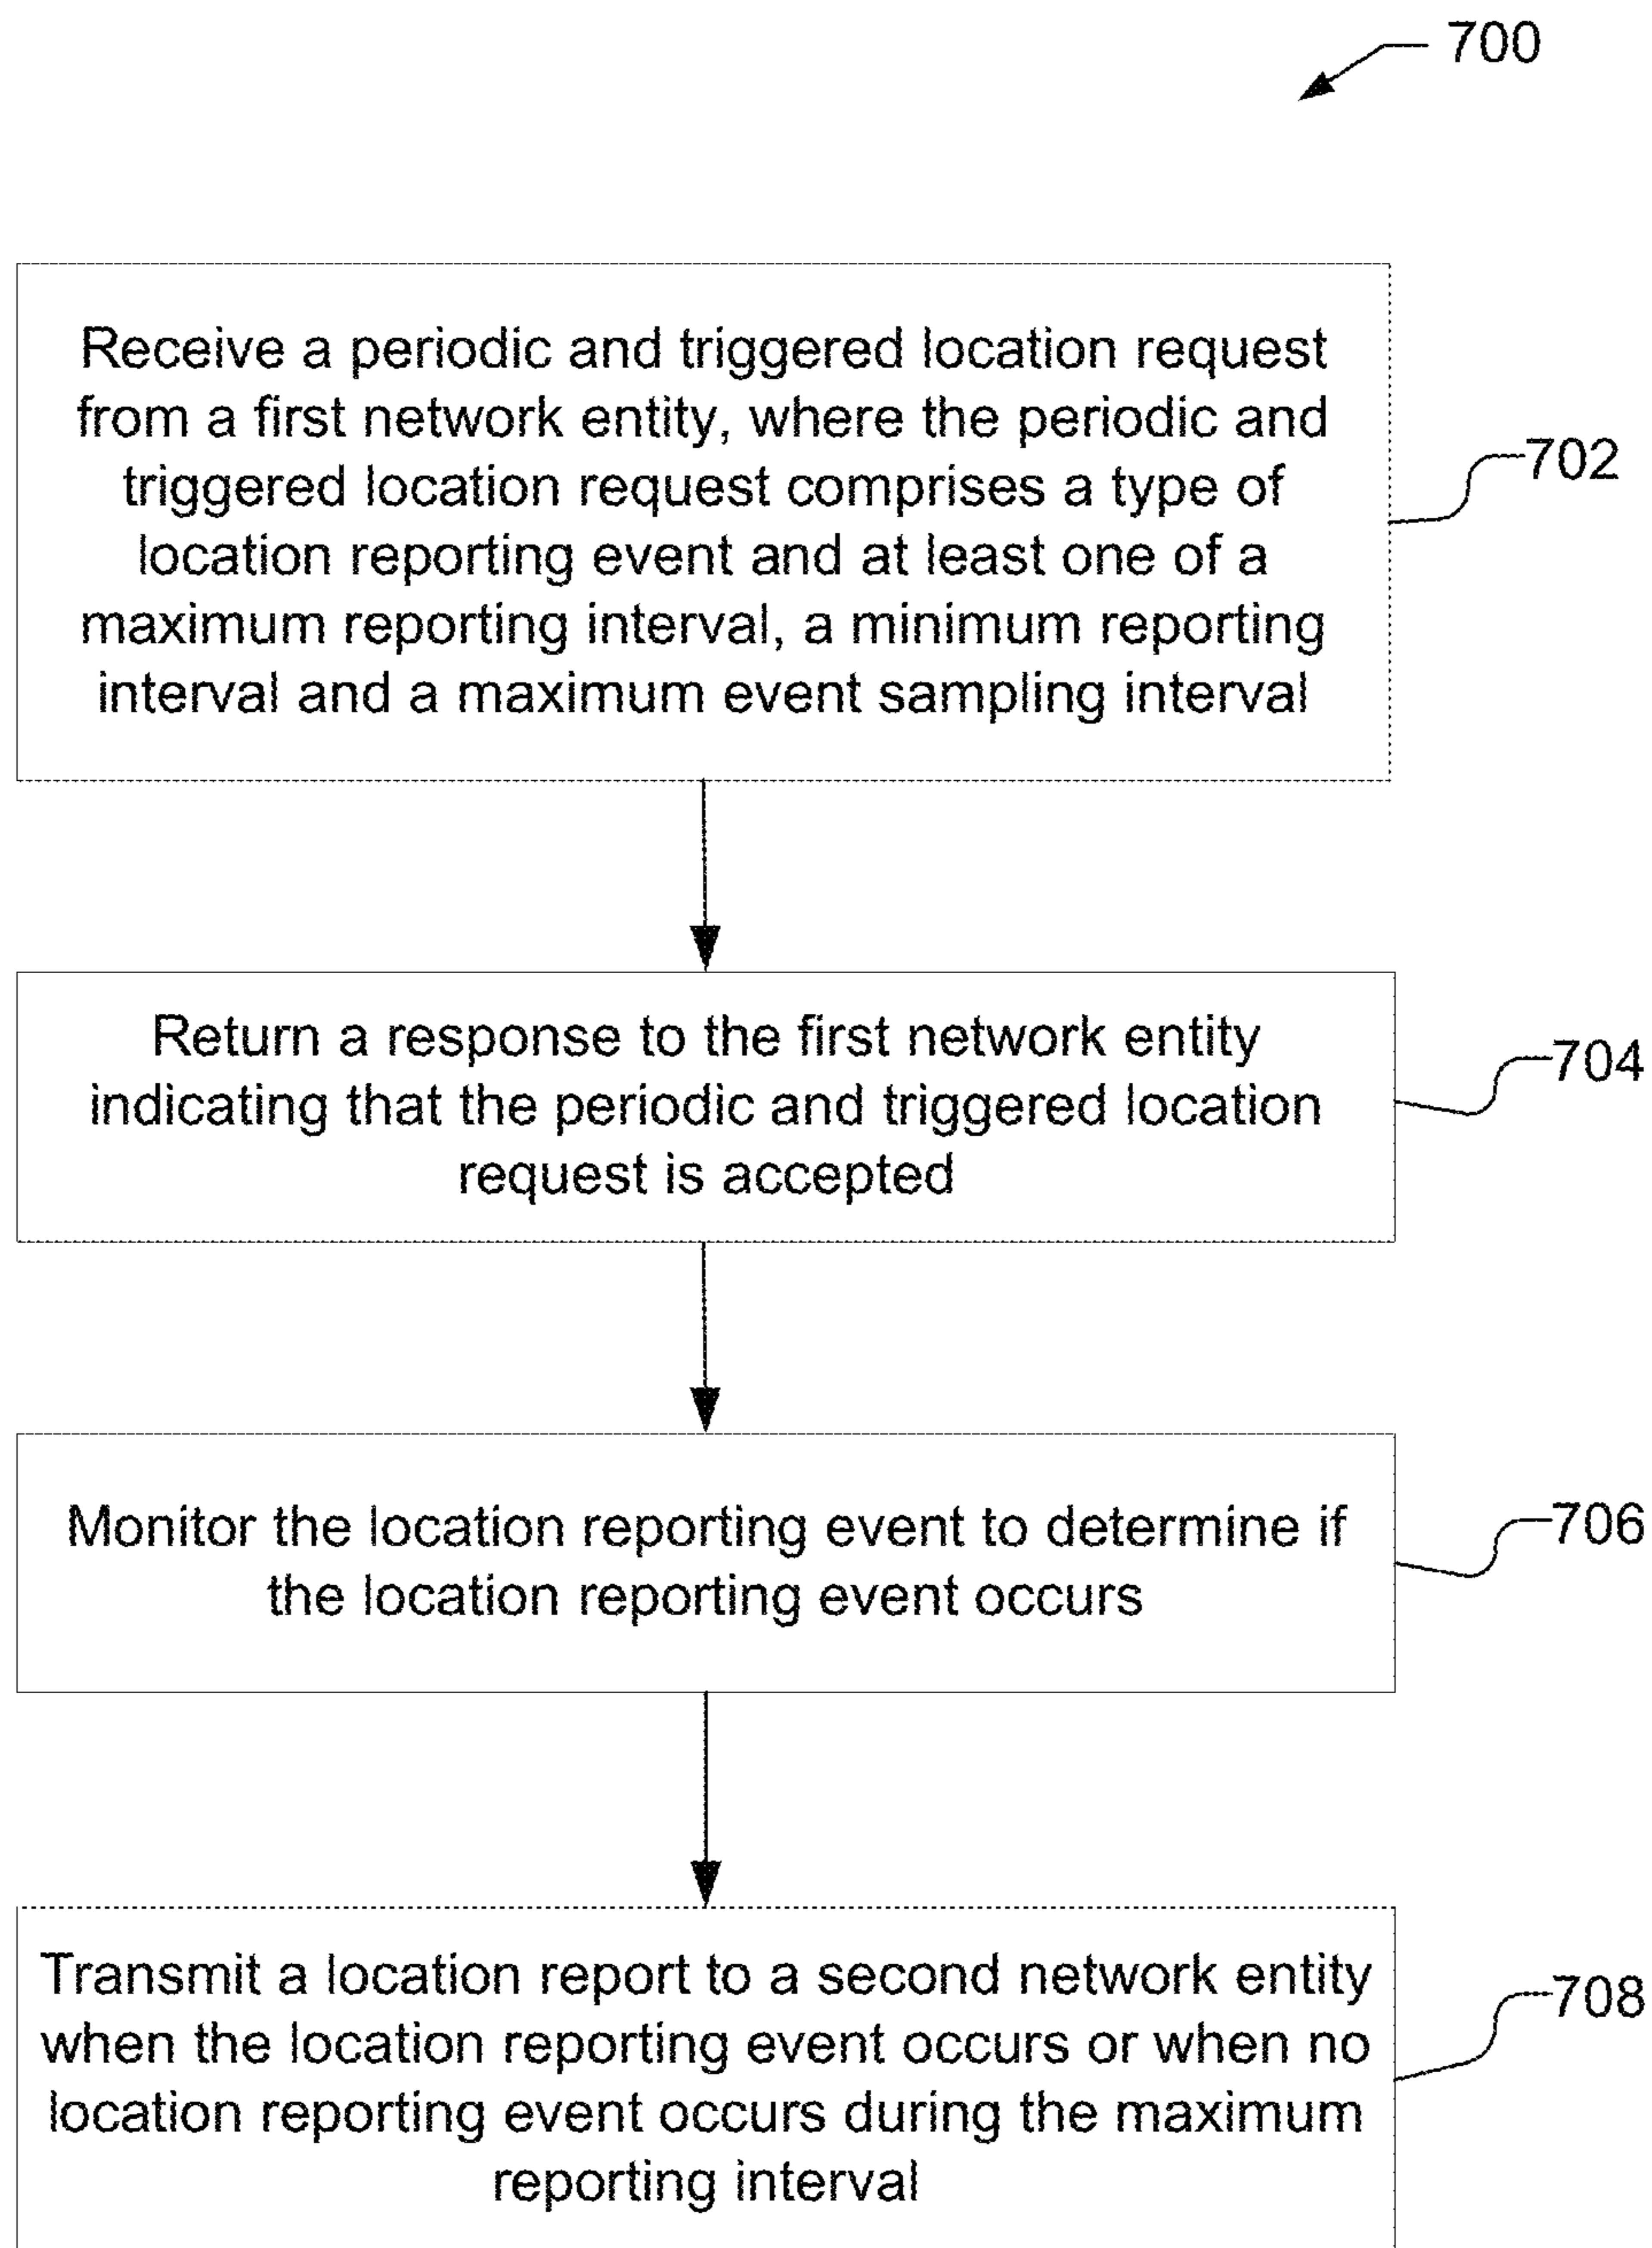 700
Receive a periodic and triggered location request
from a first network entity, where the periodic and
triggered location request comprises a type of
location reporting event and at least one of a
maximum reporting interval, a minimum reporting
interval and a maximum event sampling interval
702
Return a response to the first network entity
indicating that the periodic and triggered location
request is accepted
704
Monitor the location reporting event to determine if
the location reporting event occurs
706
Transmit a location report to a second network entity
when the location reporting event occurs or when no
location reporting event occurs during the maximum
reporting interval
708